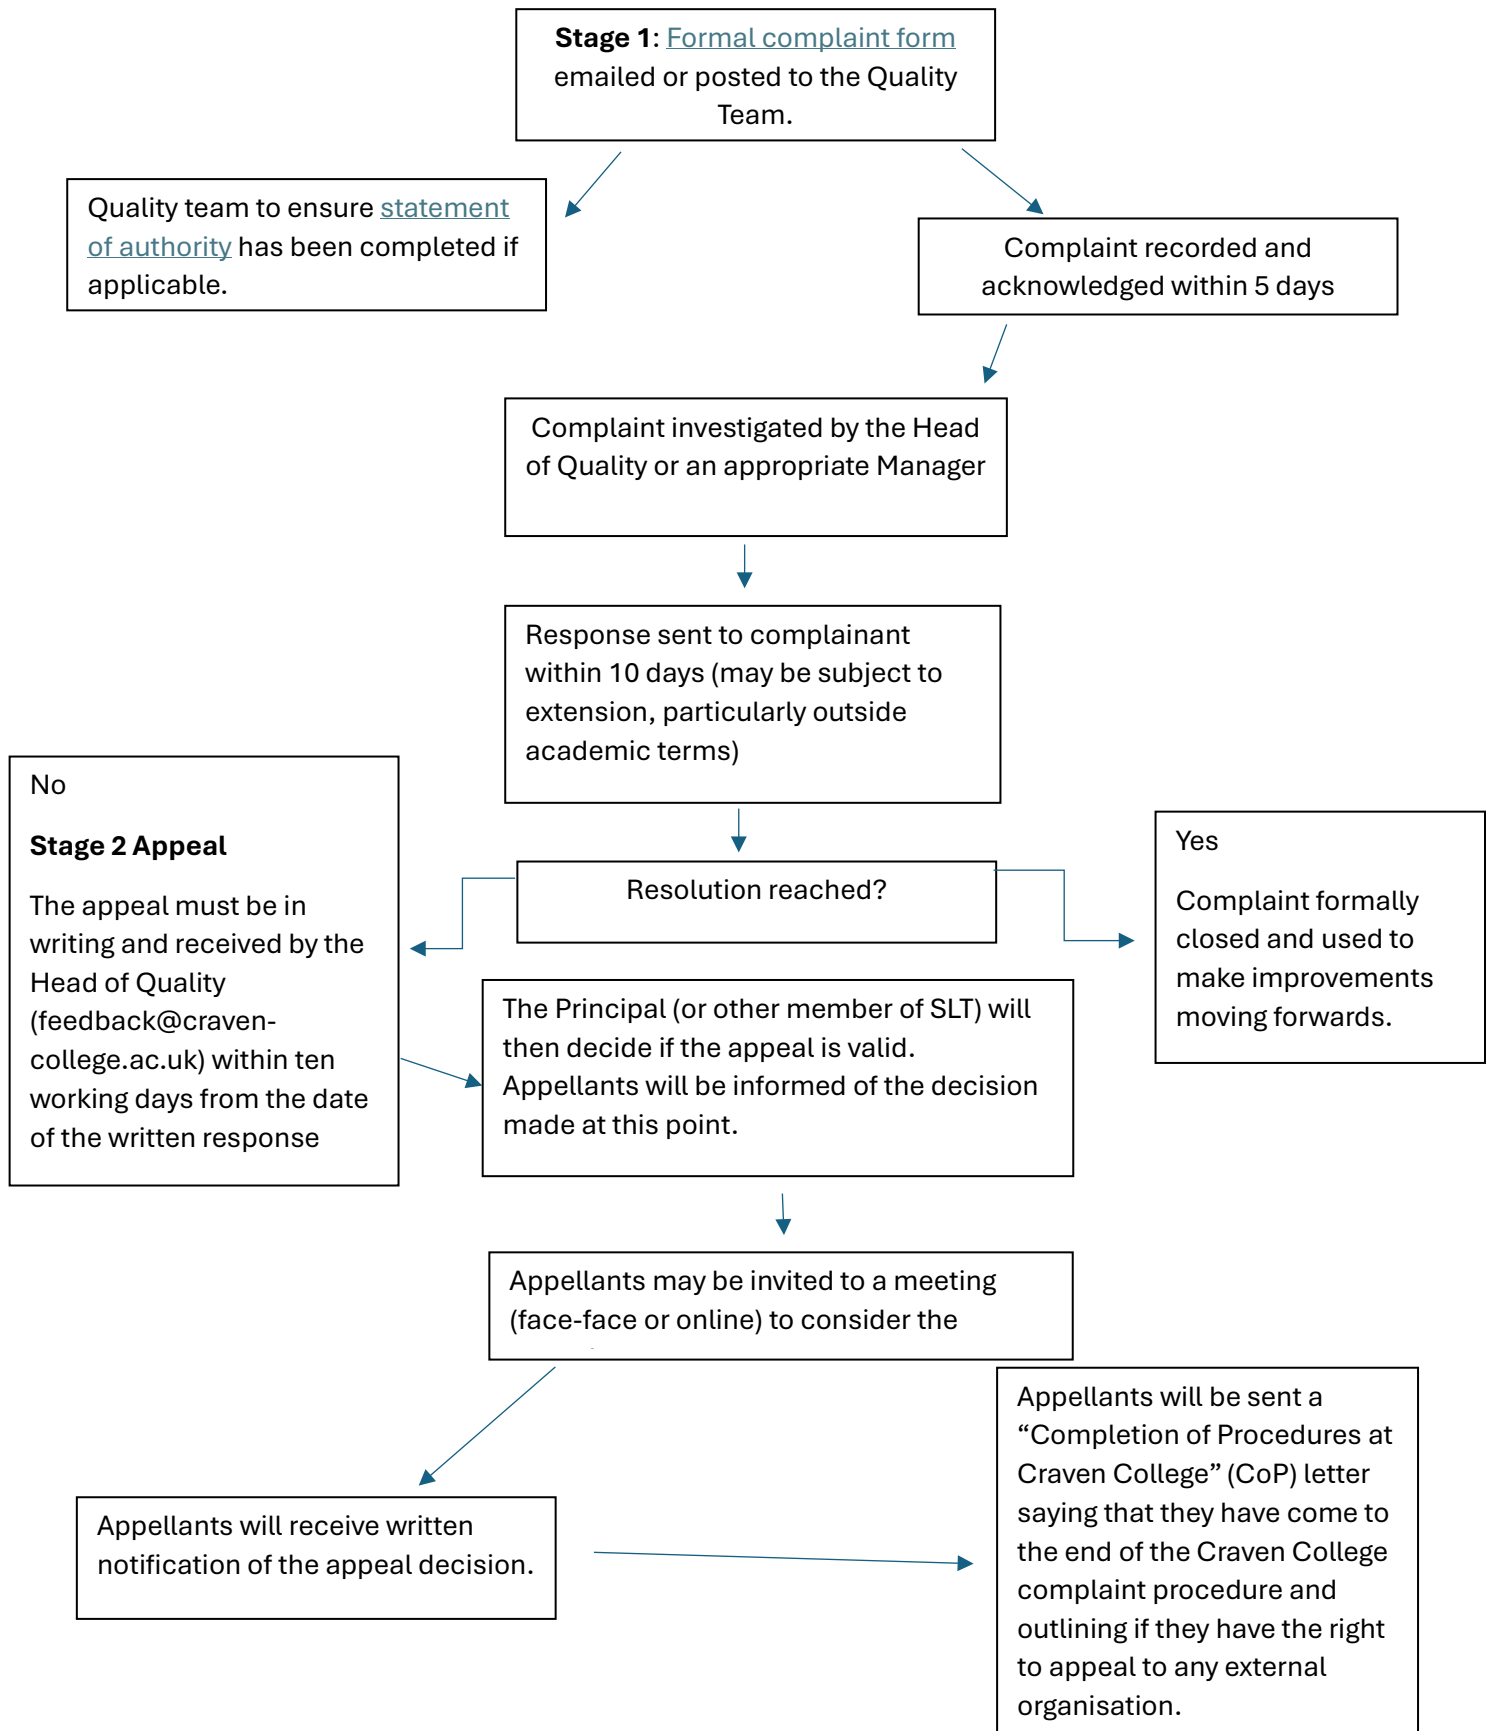 Stage 1: Formal complaint form
emailed or posted to the Quality
Team.
Quality team to ensure statement
of authority has been completed if
applicable.
Complaint recorded and
acknowledged within 5 days
Complaint investigated by the Head
of Quality or an appropriate Manager
Response sent to complainant
within 10 days (may be subject to
extension, particularly outside
academic terms)
Resolution reached?
No
Stage 2 Appeal
The appeal must be in
writing and received by the
Head of Quality
(feedback@craven-
college.ac.uk) within ten
working days from the date
of the written response
Yes
Complaint formally
closed and used to
make improvements
moving forwards.
The Principal (or other member of SLT) will
then decide if the appeal is valid.
Appellants will be informed of the decision
made at this point.
Appellants may be invited to a meeting
(face-face or online) to consider the
Appellants will receive written
notification of the appeal decision.
Appellants will be sent a
“Completion of Procedures at
Craven College” (CoP) letter
saying that they have come to
the end of the Craven College
complaint procedure and
outlining if they have the right
to appeal to any external
organisation.